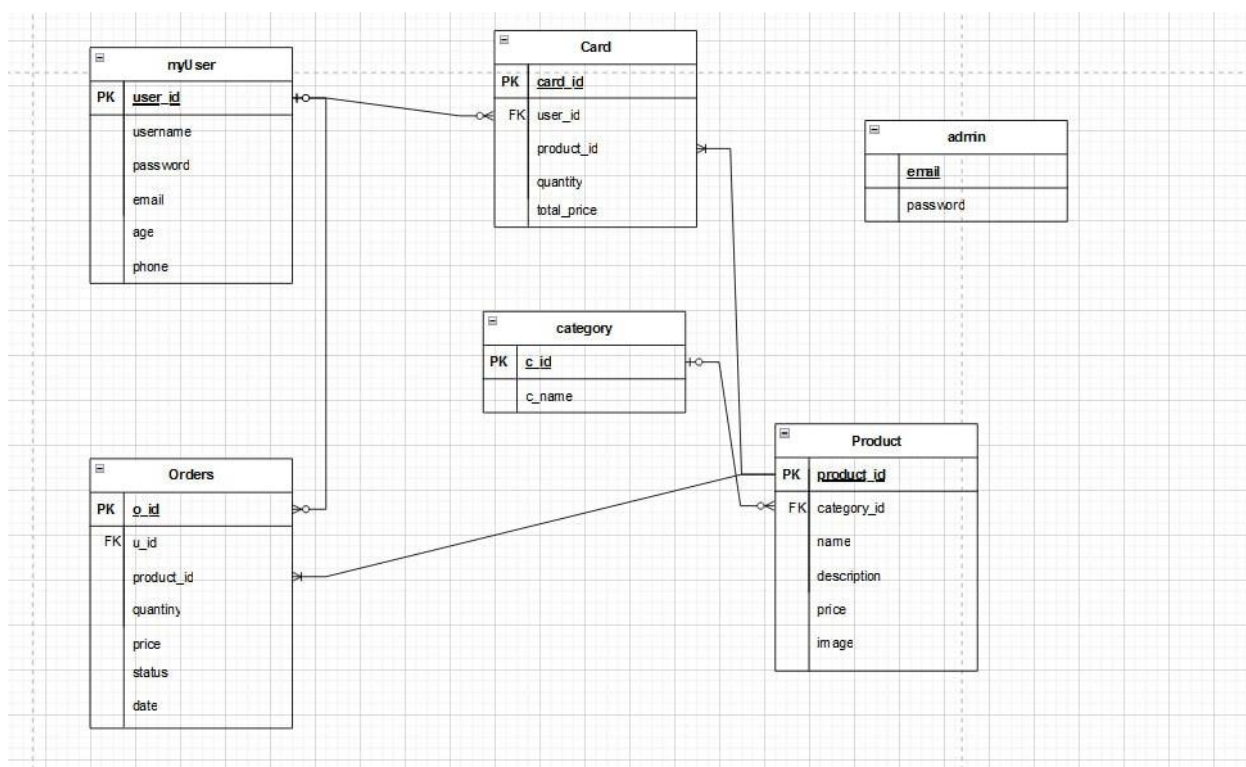 myUser
PK user_id
username
password
email
age
phone
Card
PK card_id
FK user_id
product_id
quantity
total_price
admin
email
password
category
PK c_id
c_name
Orders
PK o_id
FK u_id
product_id
quantiny
price
status
date
Product
PK product_id
FK category_id
name
description
price
image